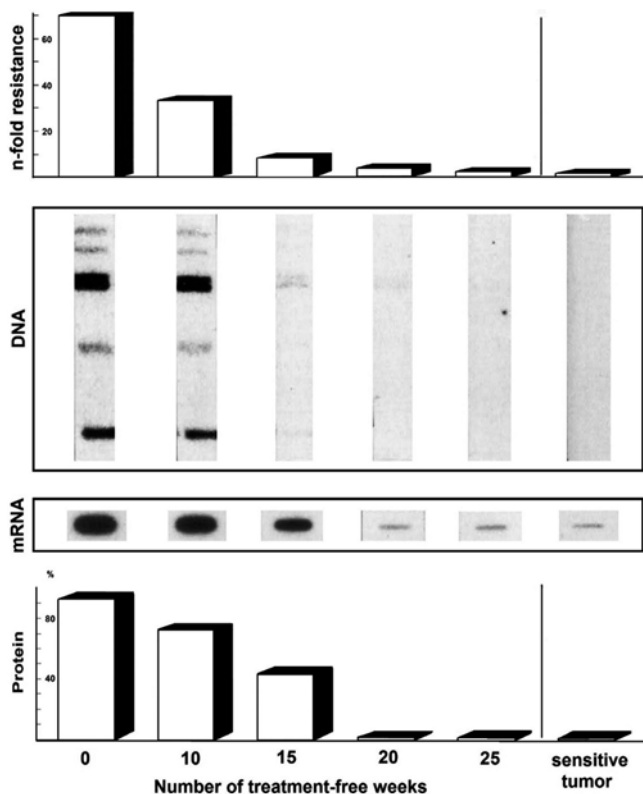 n-fold resistance
60
40
20
DNA
mRNA
Protein
%
80
40
0 10 15 20 25 sensitive
tumor
Number of treatment-free weeks